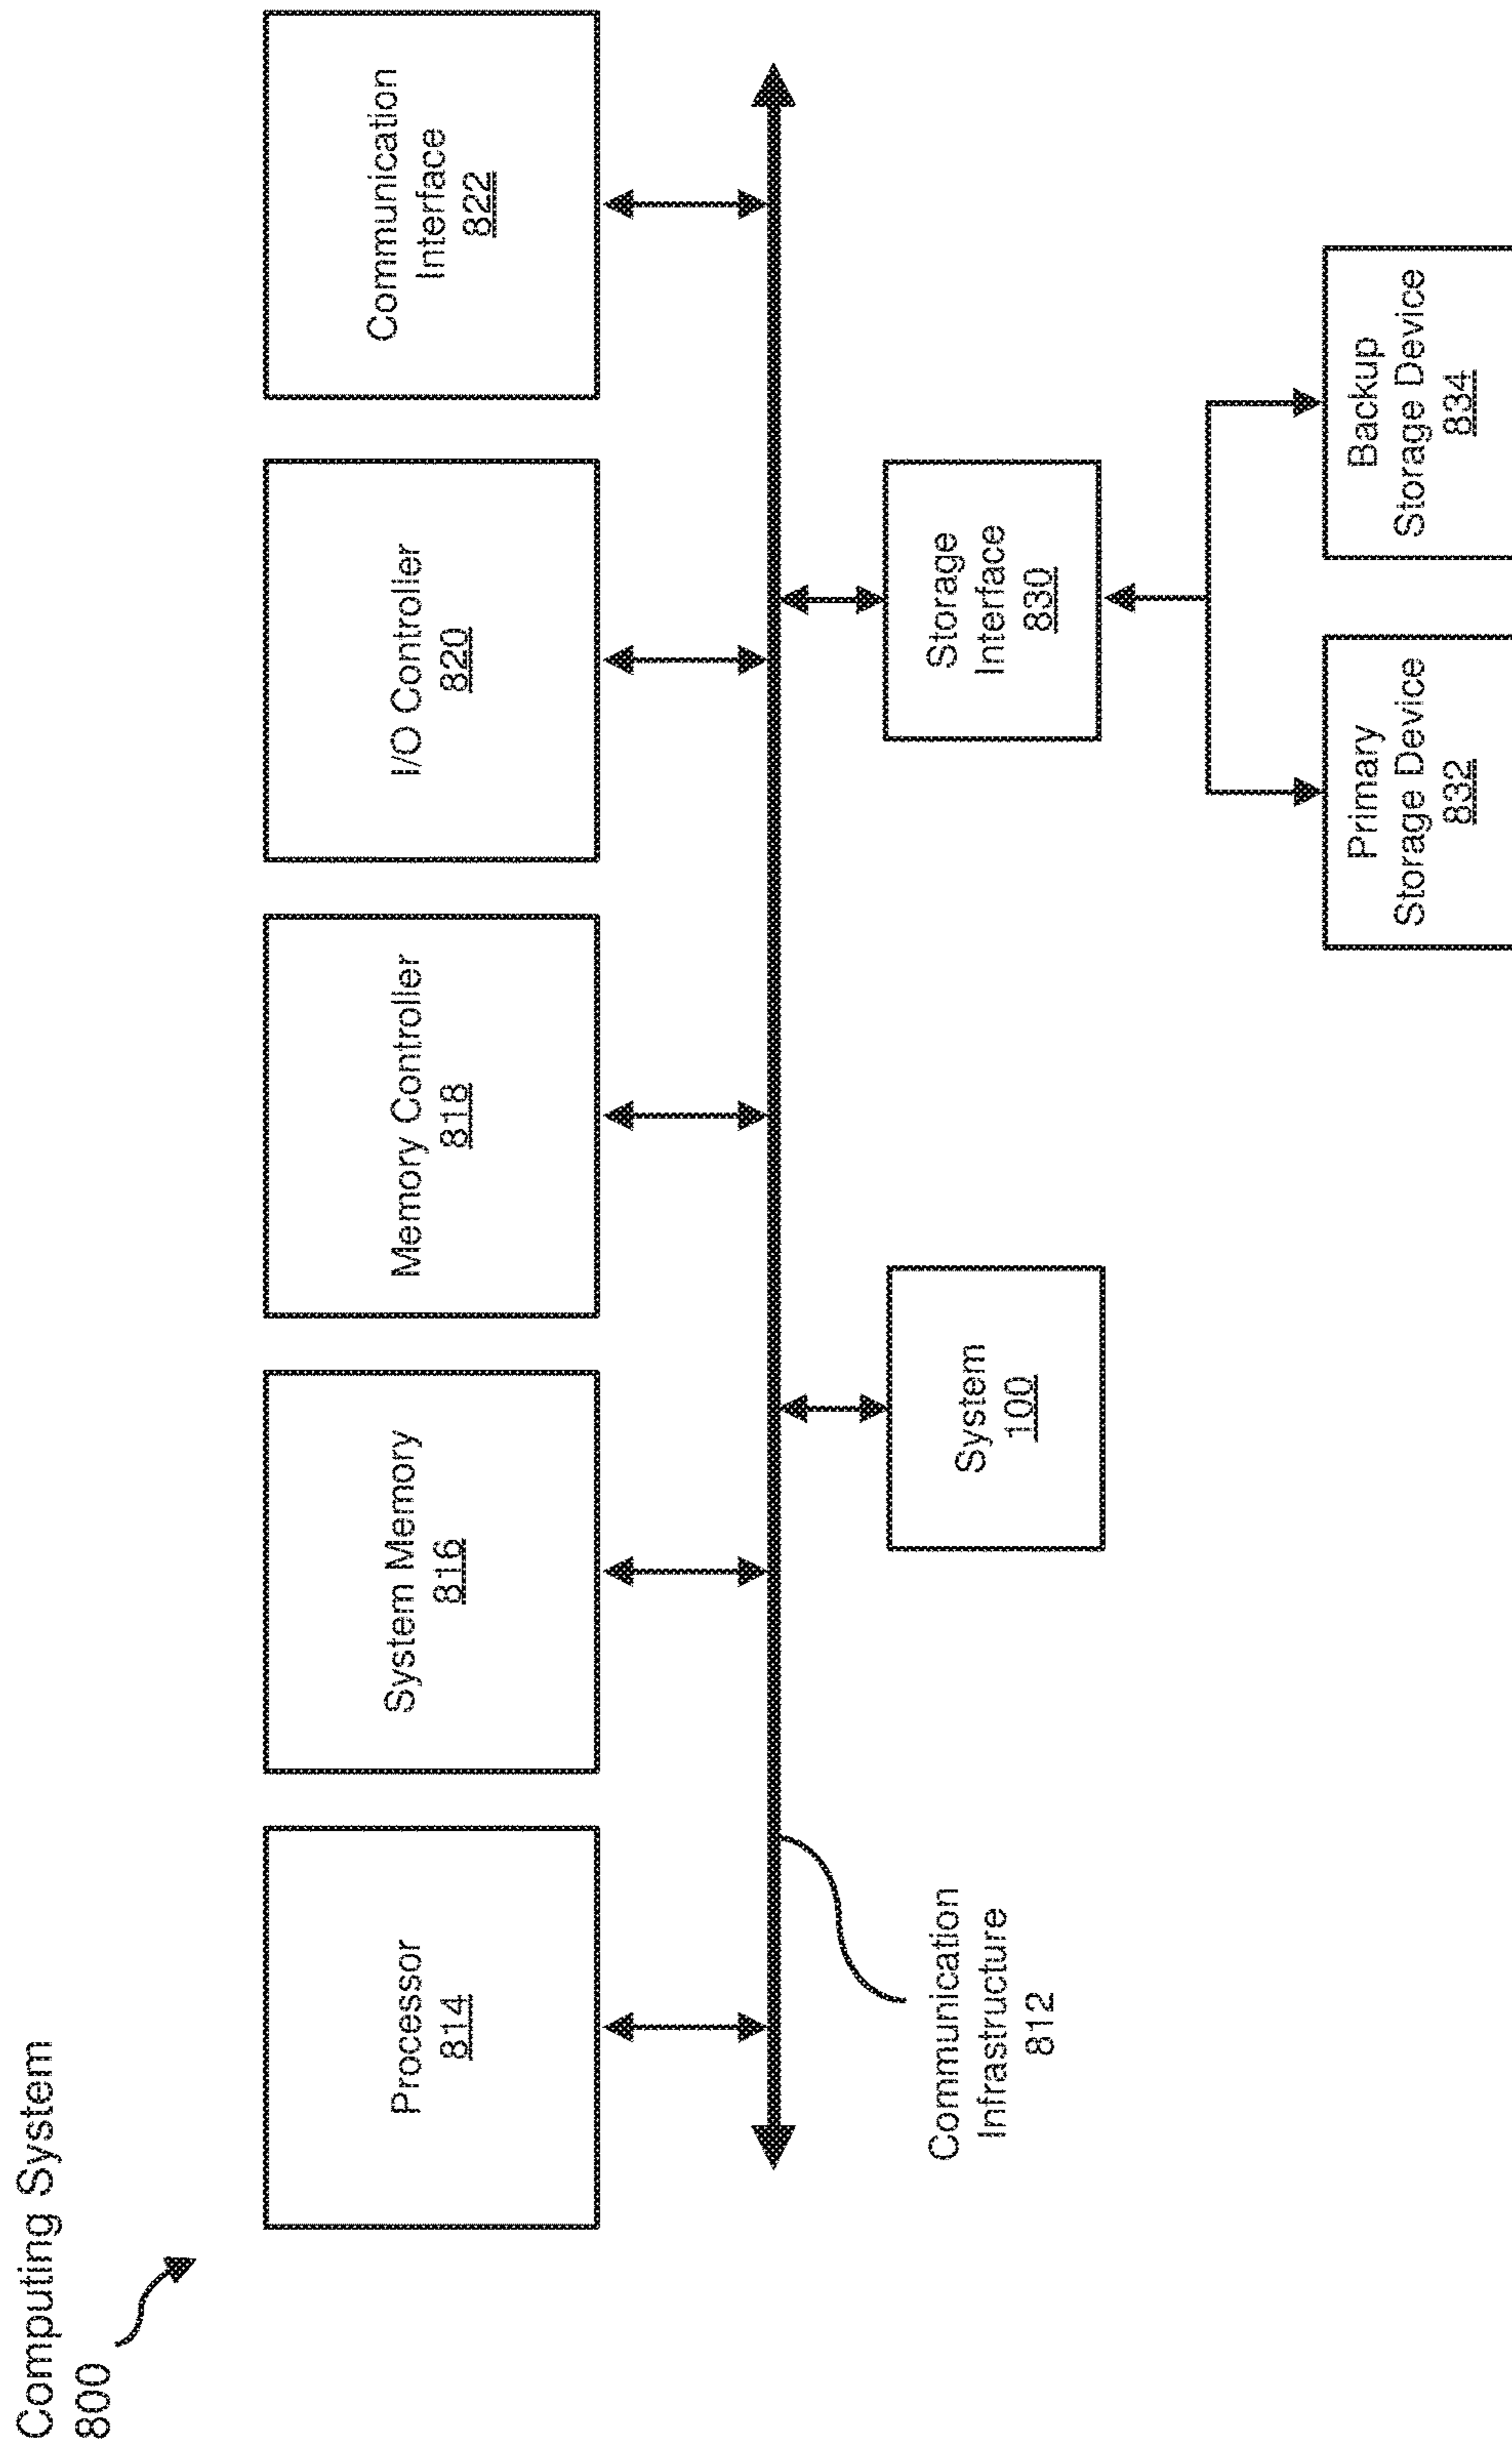 Computing System
800
Processor
814
System Memory
816
Memory Controller
818
I/O Controller
820
Communication
Interface
822
Communication
Infrastructure
812
System
100
Storage
Interface
830
Primary
Storage Device
832
Backup
Storage Device
834